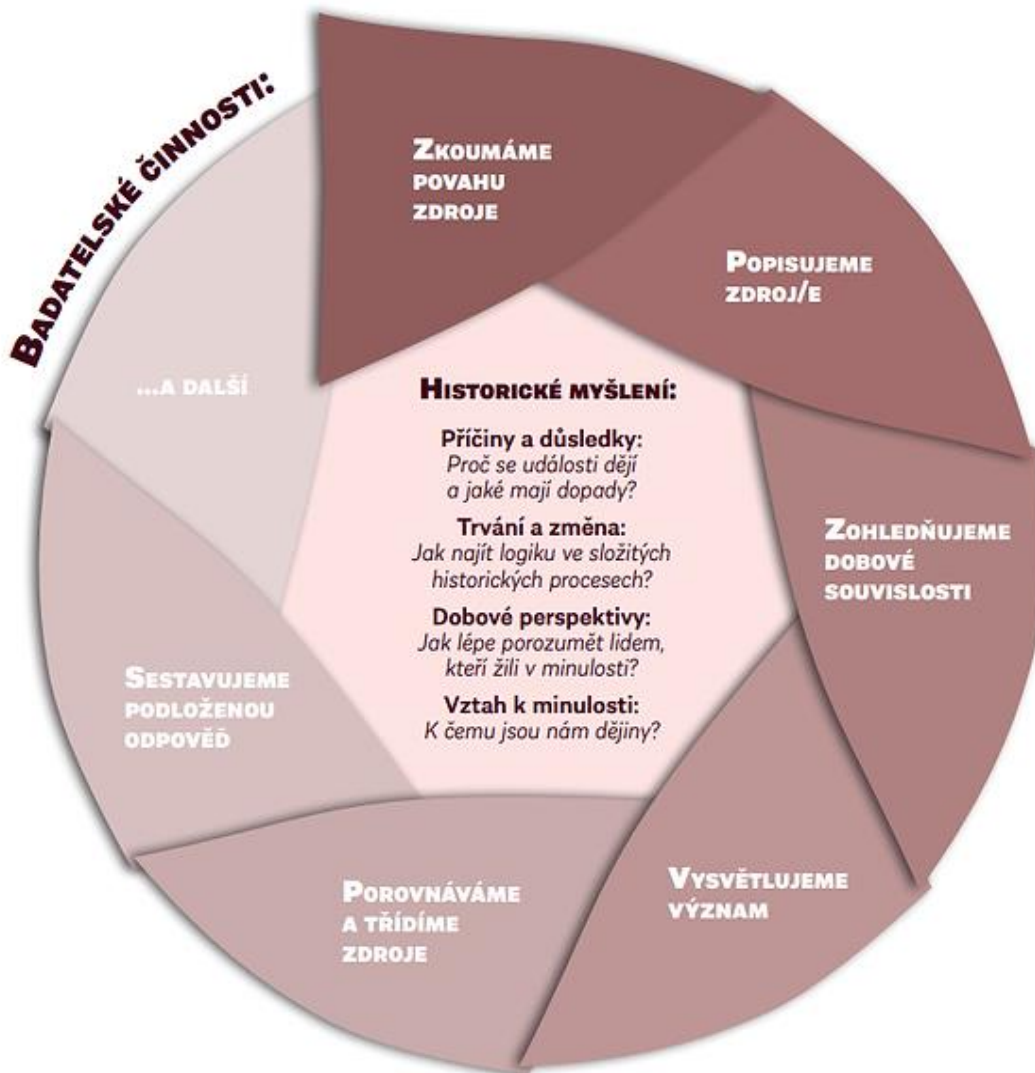 Badatelské činnosti:
Zkoumáme
povahu
zdroje
Popisujeme
zdroj/e
Zohledňujeme
dobové
souvislosti
Vysvětlujeme
význam
Porovnáváme
a třídíme
zdroje
Sestavujeme
podloženou
odpověď
...a další
Historické myšlení:
Příčiny a důsledky:
Proč se události dějí
a jaké mají dopady?
Trvání a změna:
Jak najít logiku ve složitých
historických procesech?
Dobové perspektivy:
Jak lépe porozumět lidem,
kteří žili v minulosti?
Vztah k minulosti:
K čemu jsou nám dějiny?